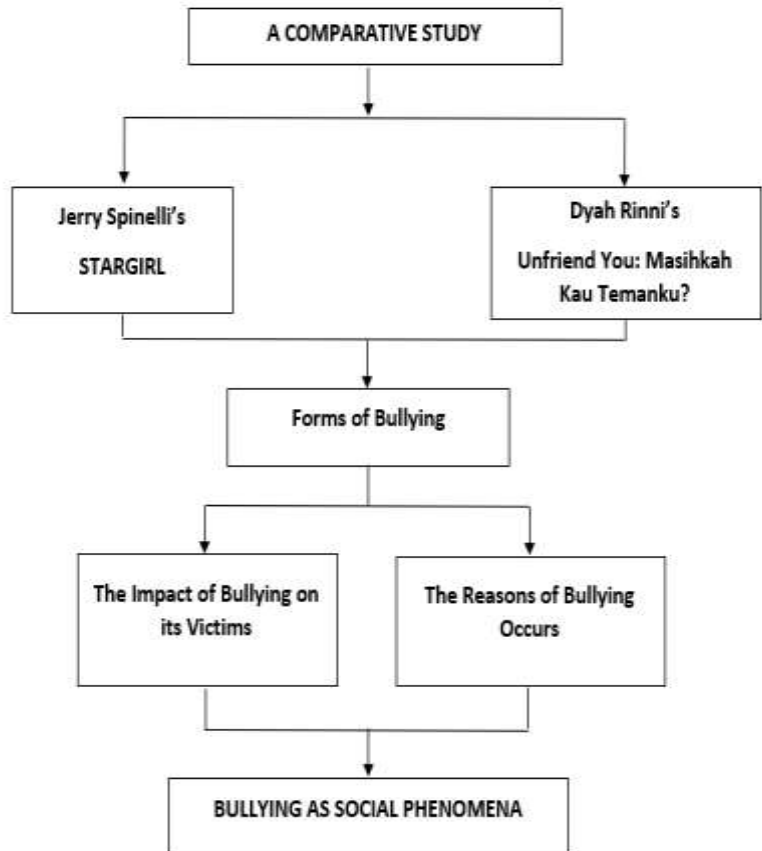 A COMPARATIVE STUDY
Jerry Spinelli’s
STARGIRL
Dyah Rinni’s
Unfriend You: Masihkah
Kau Temanku?
Forms of Bullying
The Impact of Bullying on
its Victims
The Reasons of Bullying
Occurs
BULLYING AS SOCIAL PHENOMENA